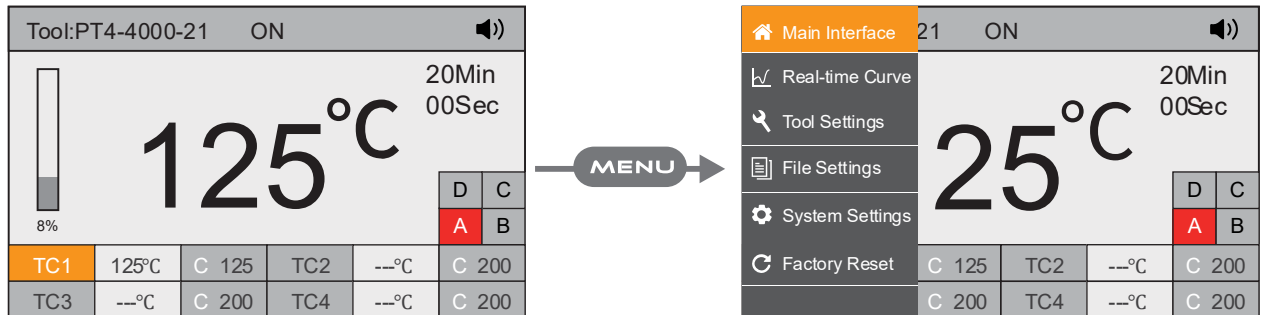 Tool:PT4-4000-21 ON
20Min
00Sec
125°C
8%
D C
A B
TC1 125°C C 125 TC2 ---°C C 200
TC3 ---°C C 200 TC4 ---°C C 200
MENU
Main Interface 21 ON
Real-time Curve
20Min
Tool Settings
00Sec
25°C
File Settings
D C
System Settings
A B
Factory Reset C 125 TC2 ---°C C 200
C 200 TC4 ---°C C 200